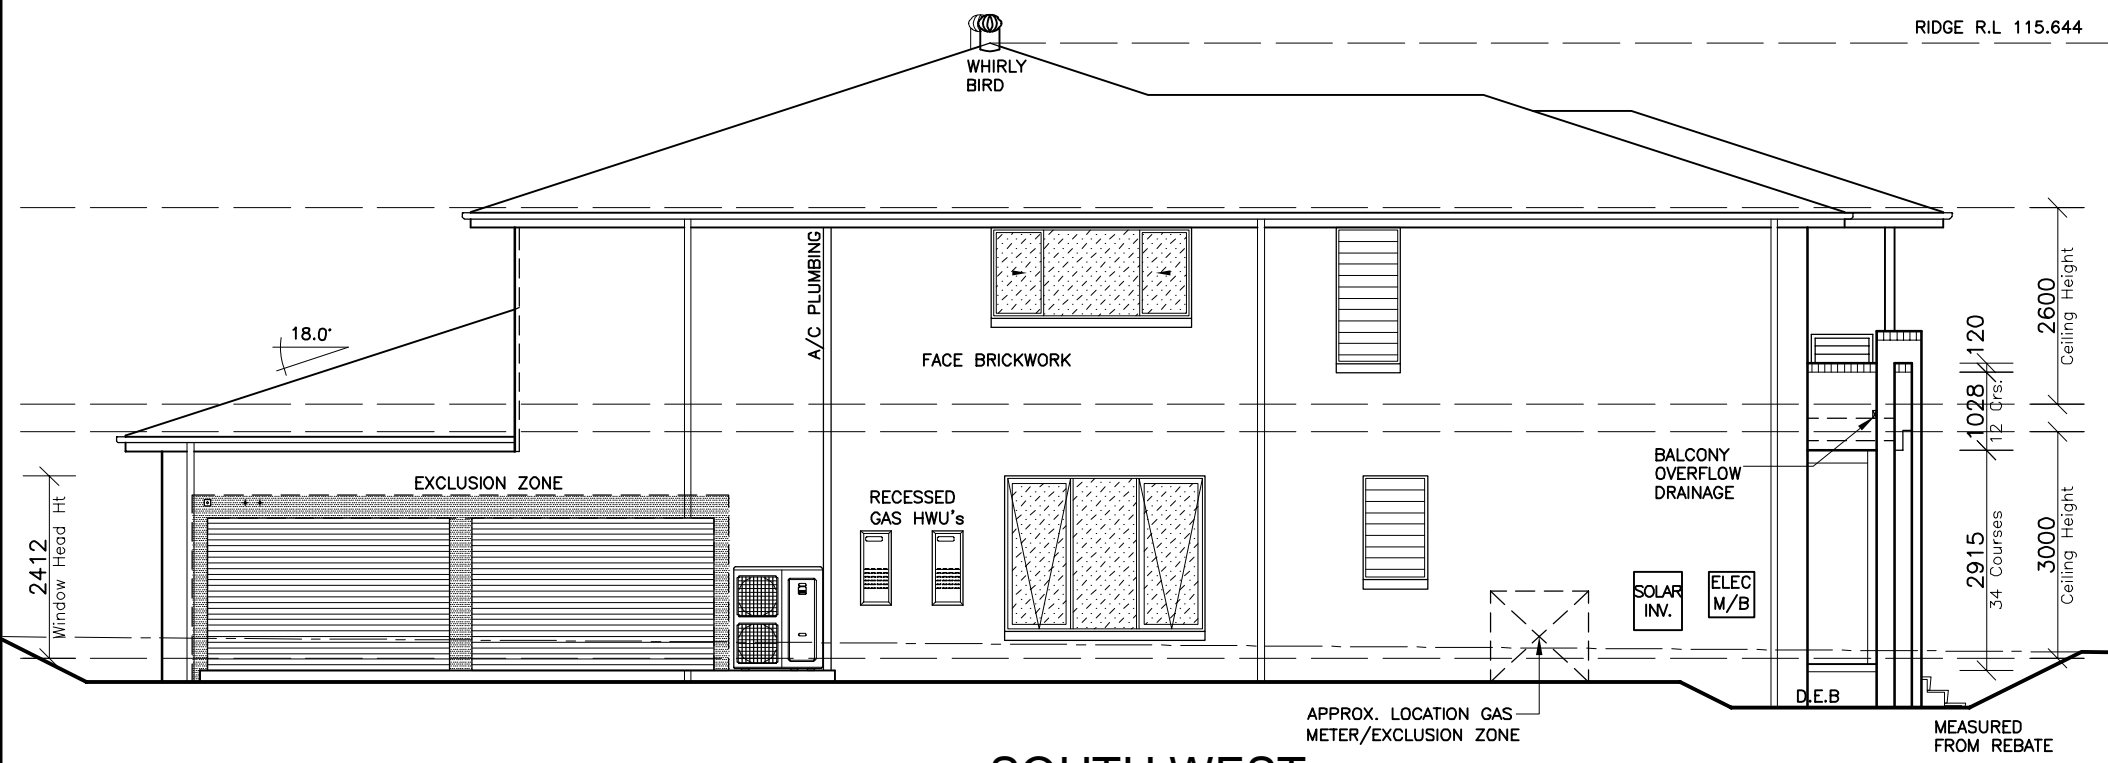 RIDGE R.L 115.644
WHIRLY
BIRD
18.0°
A/C PLUMBING
FACE BRICKWORK
2600
Ceiling Height
120
1028
12 Crs.
BALCONY
OVERFLOW
DRAINAGE
EXCLUSION ZONE
RECESSED
GAS HWU's
2412
Window Head Ht
2915
34 Courses
3000
Ceiling Height
SOLAR
INV.
ELEC
M/B
D.E.B
APPROX. LOCATION GAS
METER/EXCLUSION ZONE
MEASURED
FROM REBATE
SOUTH WEST